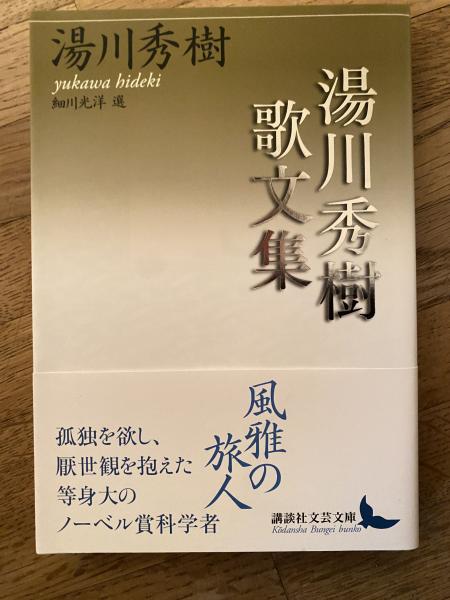 湯川秀樹
yukawa hideki
細川光洋 選
湯川秀樹
歌文集
風雅の
旅人
孤独を欲し、
厭世観を抱えた
等身大の
ノーベル賞科学者
講談社文芸文庫
Kōdansha Bungei bunko